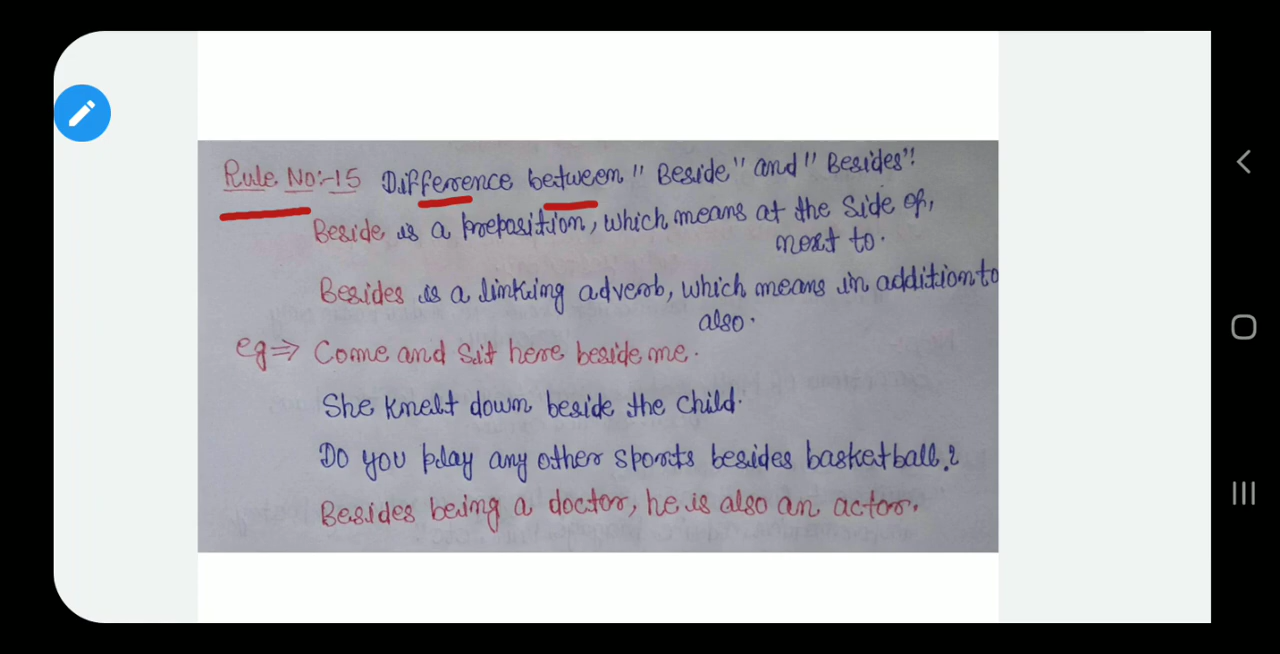 Rule No:-15 Difference between "Beside" and "Besides"!
Beside is a preposition, which means at the side of,
next to.
Besides is a linking adverb, which means in addition to
also.
eg⇒ Come and sit here beside me.
She knelt down beside the child.
Do you play any other sports besides basketball?
Besides being a doctor, he is also an actor.